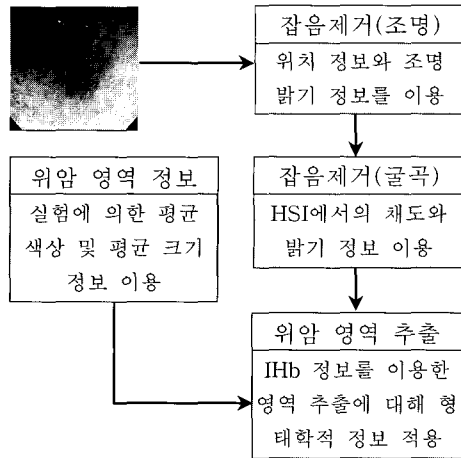 잡음제거(조명)
위치 정보와 조명
밝기 정보를 이용
위암 영역 정보
실험에 의한 평균
색상 및 평균 크기
정보 이용
잡음제거(굴곡)
HSI에서의 채도와
밝기 정보 이용
위암 영역 추출
IHb 정보를 이용한
영역 추출에 대해 형
태학적 정보 적용